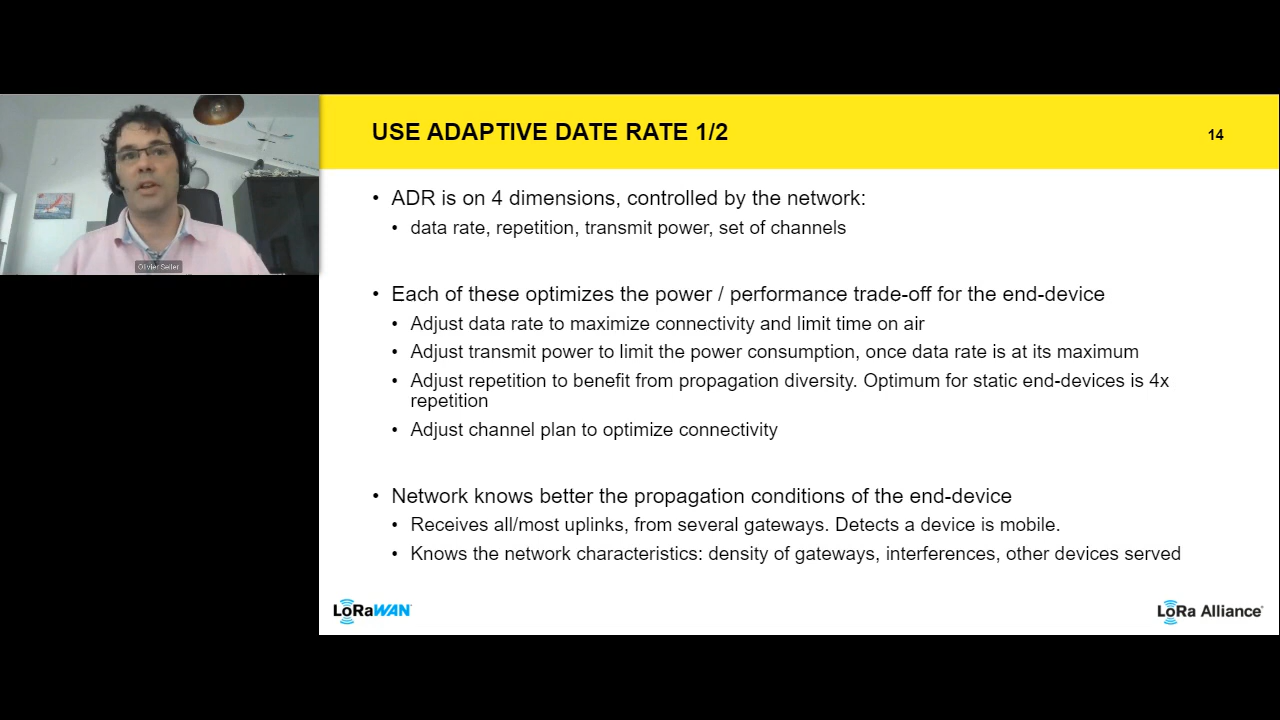 USE ADAPTIVE DATE RATE 1/2
14
• ADR is on 4 dimensions, controlled by the network:
• data rate, repetition, transmit power, set of channels
• Each of these optimizes the power / performance trade-off for the end-device
• Adjust data rate to maximize connectivity and limit time on air
• Adjust transmit power to limit the power consumption, once data rate is at its maximum
• Adjust repetition to benefit from propagation diversity. Optimum for static end-devices is 4x
repetition
• Adjust channel plan to optimize connectivity
• Network knows better the propagation conditions of the end-device
• Receives all/most uplinks, from several gateways. Detects a device is mobile.
• Knows the network characteristics: density of gateways, interferences, other devices served
Olivier Seller
LoRaWAN
LoRa Alliance